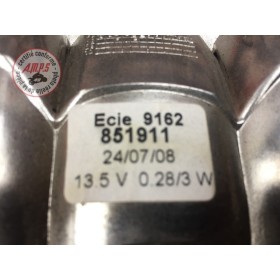 Ecie 9162
851911
24/07/08
13.5 V 0.28/3 W
A.M.P.S